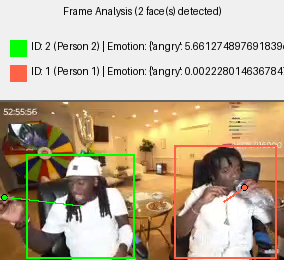 Frame Analysis (2 face(s) detected)
ID: 2 (Person 2) | Emotion: {'angry': 5.661274897691839
ID: 1 (Person 1) | Emotion: {'angry': 0.002228014636784
52:55:56